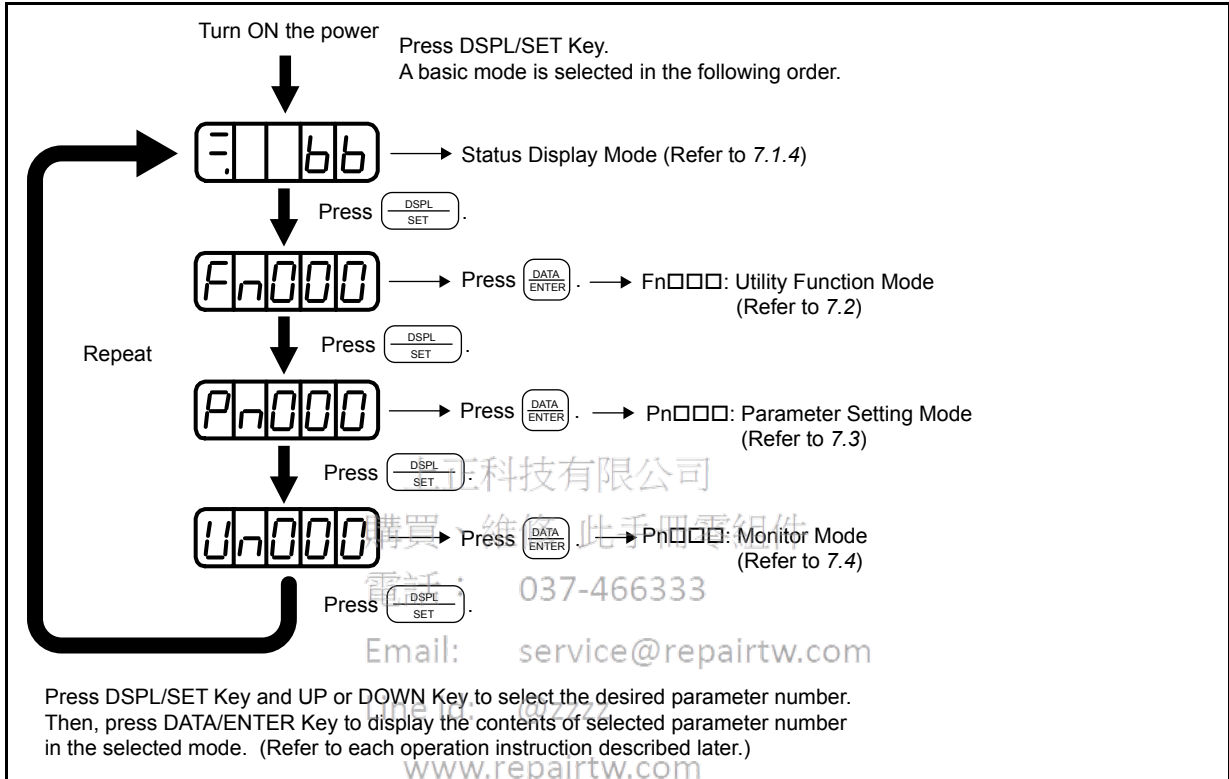 Turn ON the power
Press DSPL/SET Key.
A basic mode is selected in the following order.
bb
Status Display Mode (Refer to 7.1.4)
Press DSPL/SET.
Fn000
Press DATA/ENTER.
Fn□□□: Utility Function Mode
(Refer to 7.2)
Repeat
Press DSPL/SET.
Pn000
Press DATA/ENTER.
Pn□□□: Parameter Setting Mode
(Refer to 7.3)
Press DSPL/SET.
正科技有限公司
Un000
Press DATA/ENTER.
Pn□□□: Monitor Mode
(Refer to 7.4)
購買、維修 此手冊零組件
Press DSPL/SET.
電話: 037-466333
Email: service@repairtw.com
Press DSPL/SET Key and UP or DOWN Key to select the desired parameter number.
Line id: @zzzz
Then, press DATA/ENTER Key to display the contents of selected parameter number
in the selected mode. (Refer to each operation instruction described later.)
www.repairtw.com